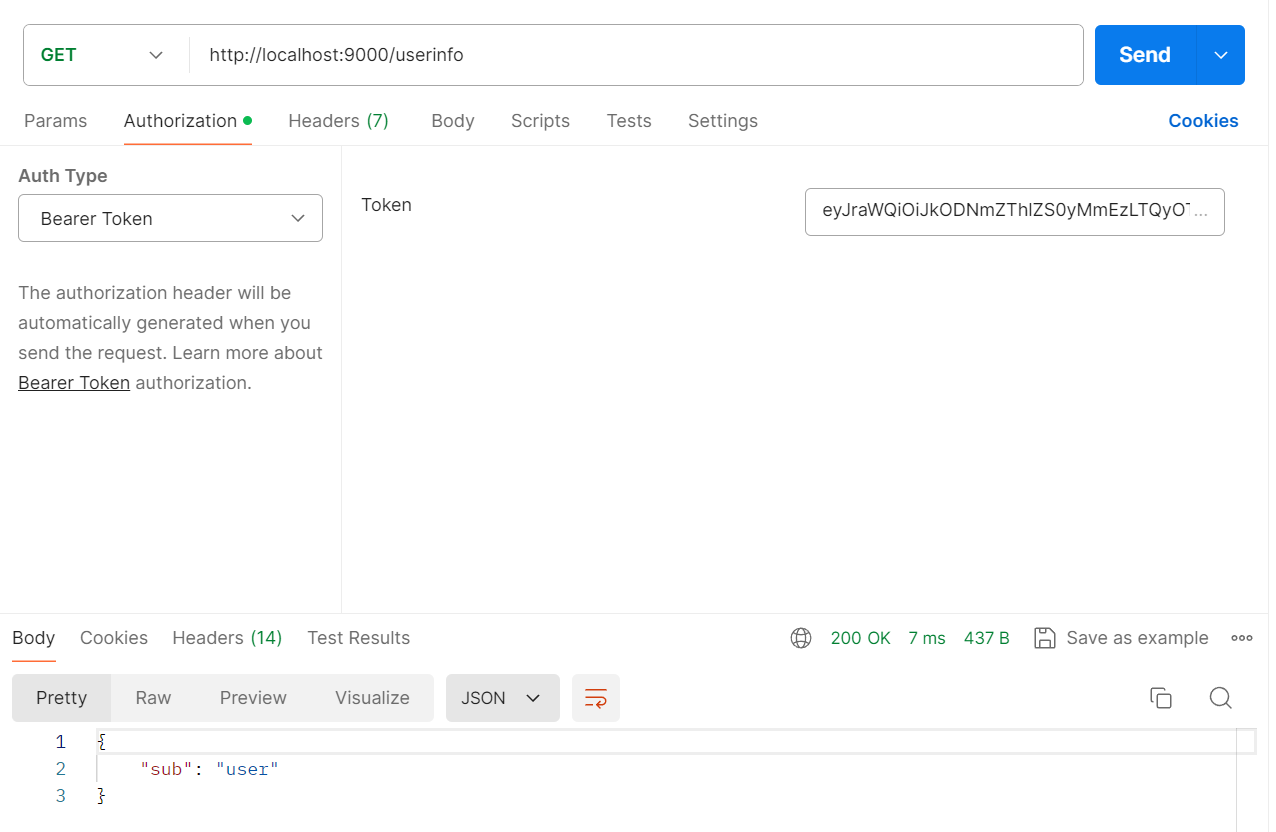 GET http://localhost:9000/userinfo Send
Params Authorization Headers (7) Body Scripts Tests Settings Cookies
Auth Type
Bearer Token
Token eyJraWQiOiJkODNmZThlZS0yMmEzLTQyOT...
The authorization header will be
automatically generated when you
send the request. Learn more about
Bearer Token authorization.
Body Cookies Headers (14) Test Results 200 OK 7 ms 437 B Save as example
Pretty Raw Preview Visualize JSON
1 {
2 "sub": "user"
3 }